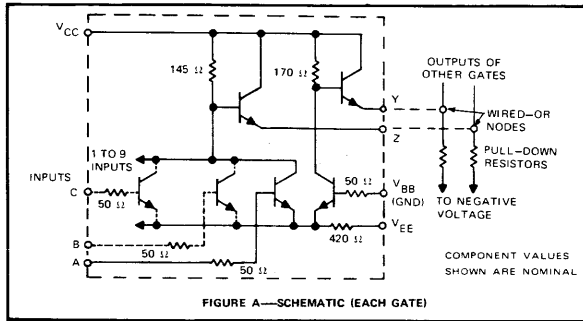 VCC
145 Ω
170 Ω
OUTPUTS OF
OTHER GATES
Y
WIRED-OR
NODES
Z
PULL-DOWN
RESISTORS
1 TO 9
INPUTS
INPUTS
C
50 Ω
50 Ω
VBB
(GND)
TO NEGATIVE
VOLTAGE
VEE
420 Ω
B
50 Ω
A
50 Ω
COMPONENT VALUES
SHOWN ARE NOMINAL
FIGURE A—SCHEMATIC (EACH GATE)